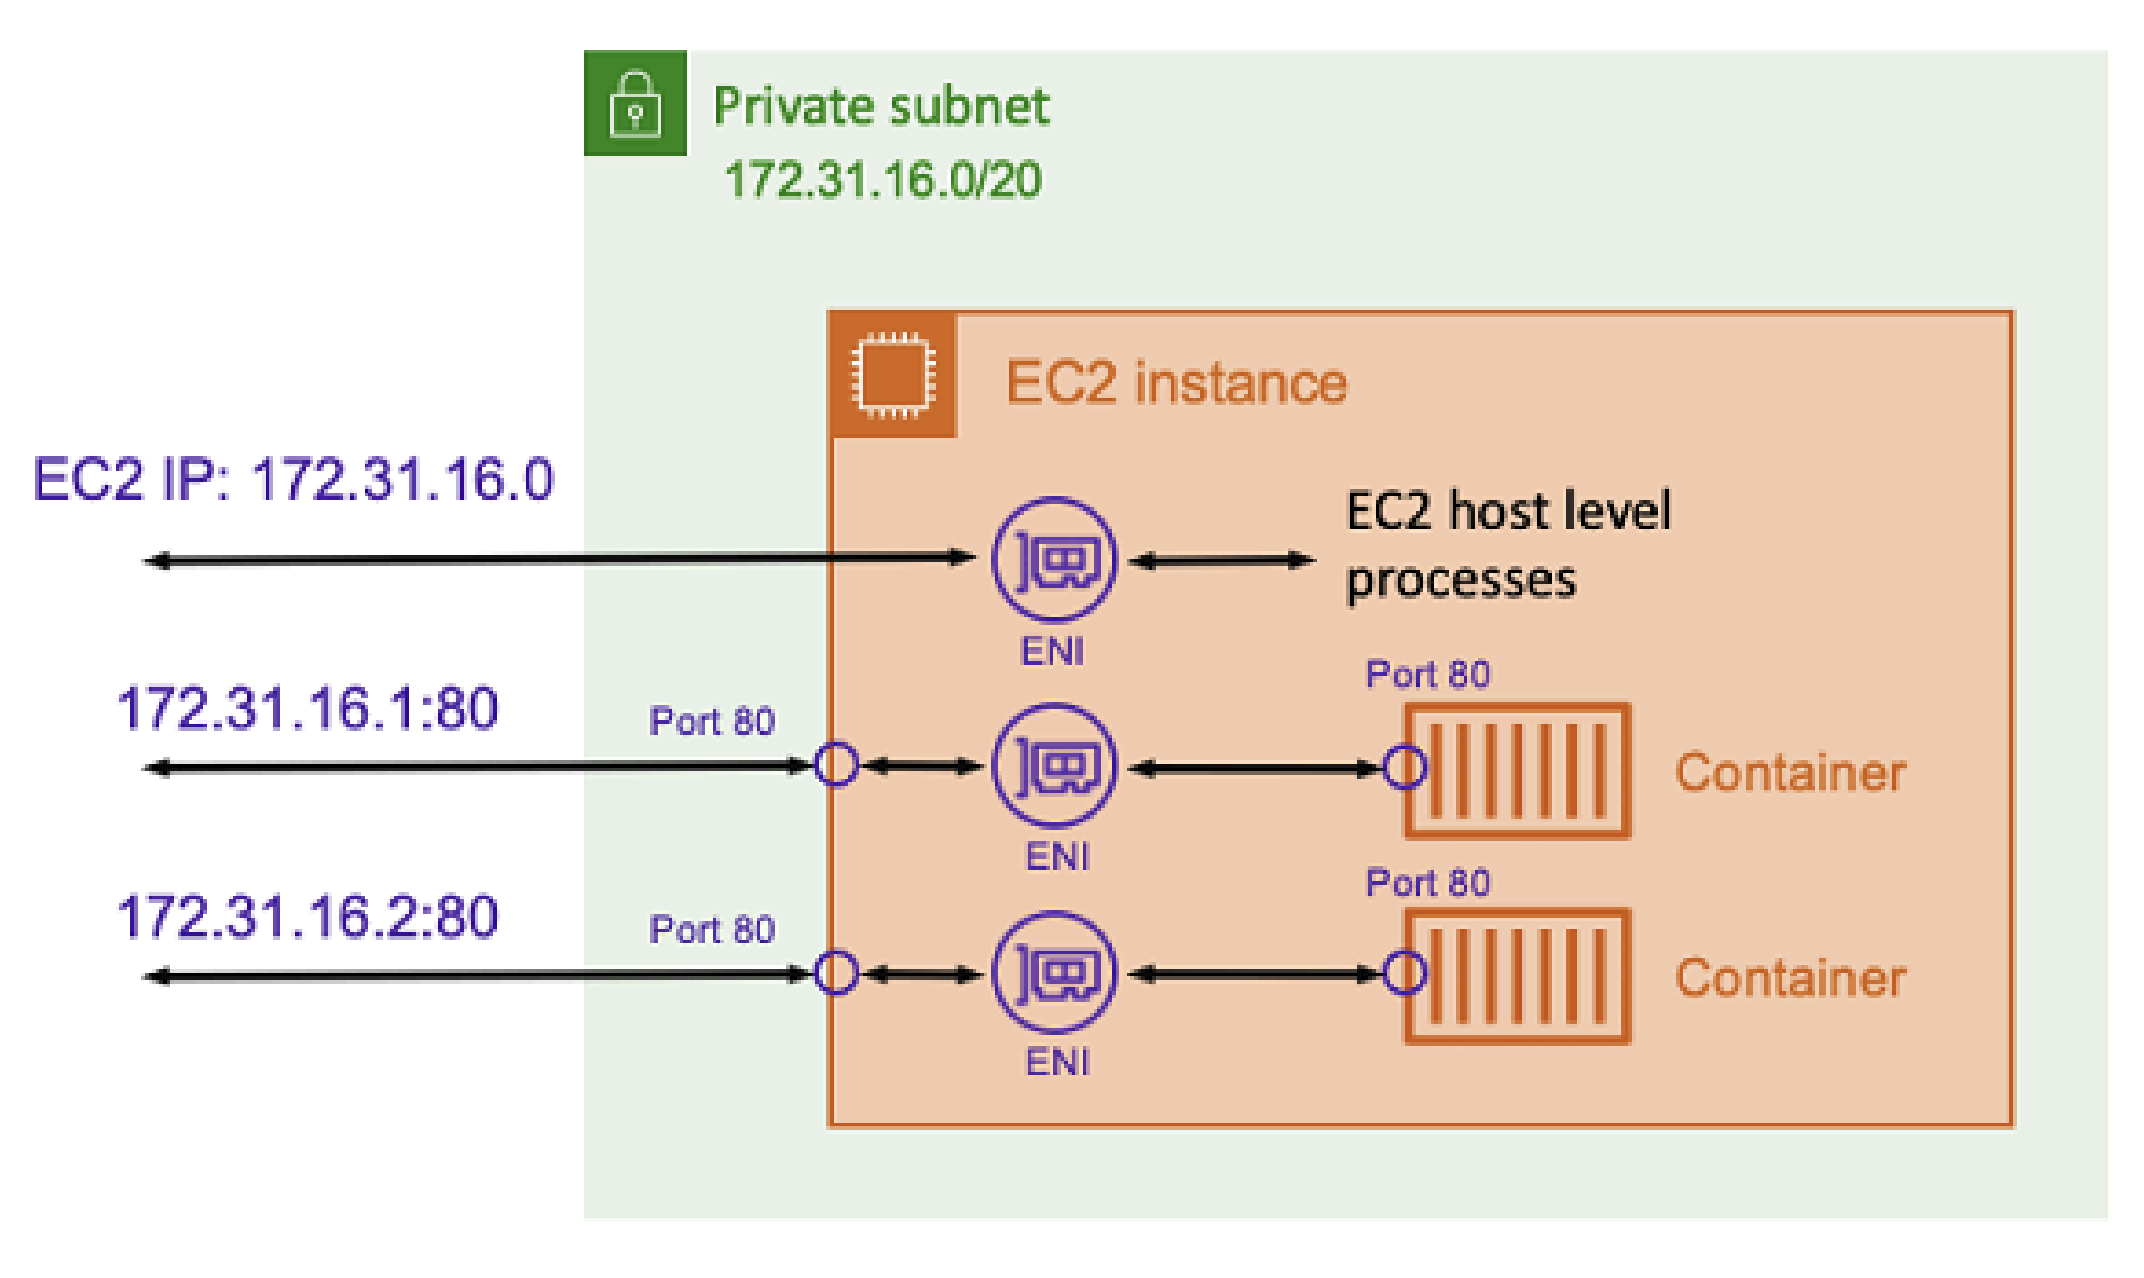 Private subnet
172.31.16.0/20
EC2 instance
EC2 IP: 172.31.16.0
EC2 host level
processes
ENI
172.31.16.1:80
Port 80
Port 80
Container
ENI
172.31.16.2:80
Port 80
Port 80
Container
ENI